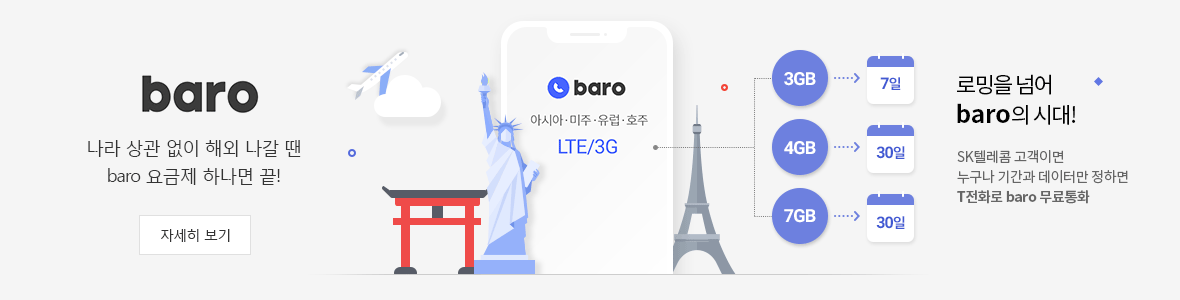 baro
나라 상관 없이 해외 나갈 땐
baro 요금제 하나면 끝!
자세히 보기
baro
아시아·미주·유럽·호주
LTE/3G
3GB
7일
4GB
30일
7GB
30일
로밍을 넘어
baro의 시대!
SK텔레콤 고객이면
누구나 기간과 데이터만 정하면
T전화로 baro 무료통화